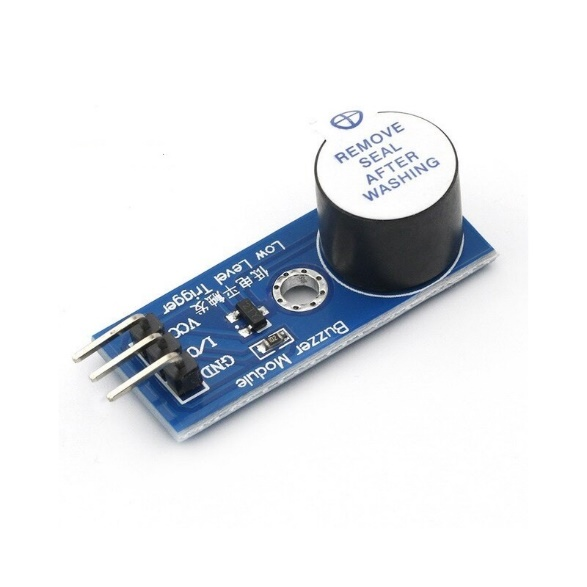 REMOVE
SEAL
AFTER
WASHING
Low Level Trigger
低电平触发
VCC
I/O
GND
Buzzer Module